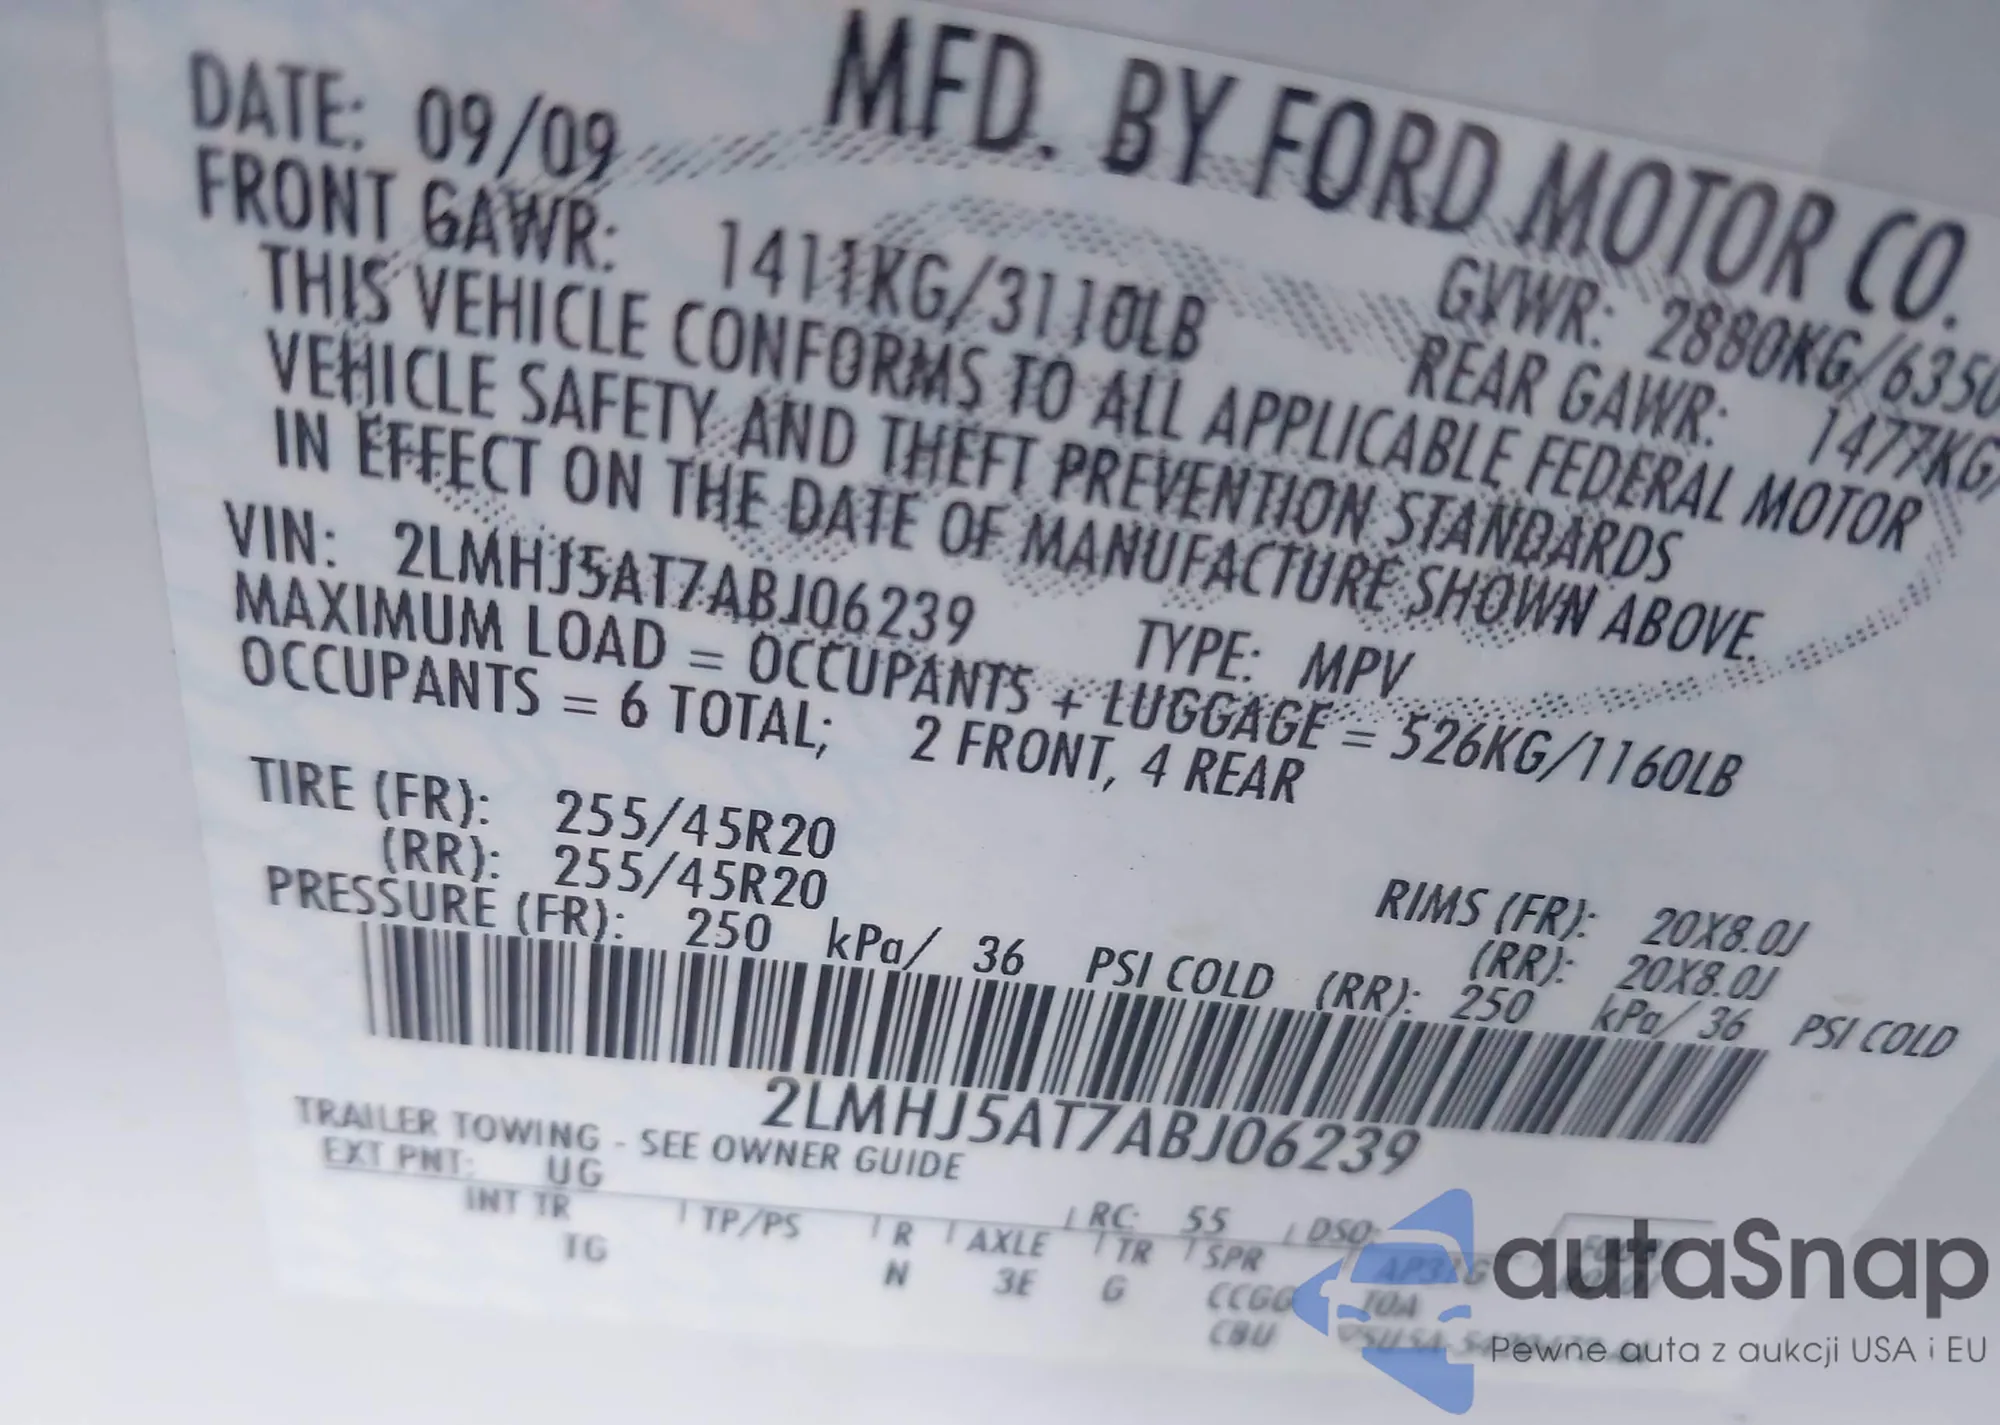 MFD. BY FORD MOTOR CO.
DATE: 09/09 GVWR: 2880KG/6350
FRONT GAWR: 1411KG/3110LB REAR GAWR: 1477KG/
THIS VEHICLE CONFORMS TO ALL APPLICABLE FEDERAL MOTOR
VEHICLE SAFETY AND THEFT PREVENTION STANDARDS
IN EFFECT ON THE DATE OF MANUFACTURE SHOWN ABOVE.
VIN: 2LMHJ5AT7ABJ06239 TYPE: MPV
MAXIMUM LOAD = OCCUPANTS + LUGGAGE = 526KG/1160LB
OCCUPANTS = 6 TOTAL; 2 FRONT, 4 REAR
TIRE (FR): 255/45R20 RIMS (FR): 20X8.0J
(RR): 255/45R20 (RR): 20X8.0J
PRESSURE (FR): 250 kPa/ 36 PSI COLD (RR): 250 kPa/ 36 PSI COLD
2LMHJ5AT7ABJ06239
TRAILER TOWING - SEE OWNER GUIDE
EXT PNT: UG RC: 55 DSO:
INT TR TP/PS R AXLE TR SPR
TG N 3E G CCGG
CBU
autaSnap
Pewne auta z aukcji USA i EU